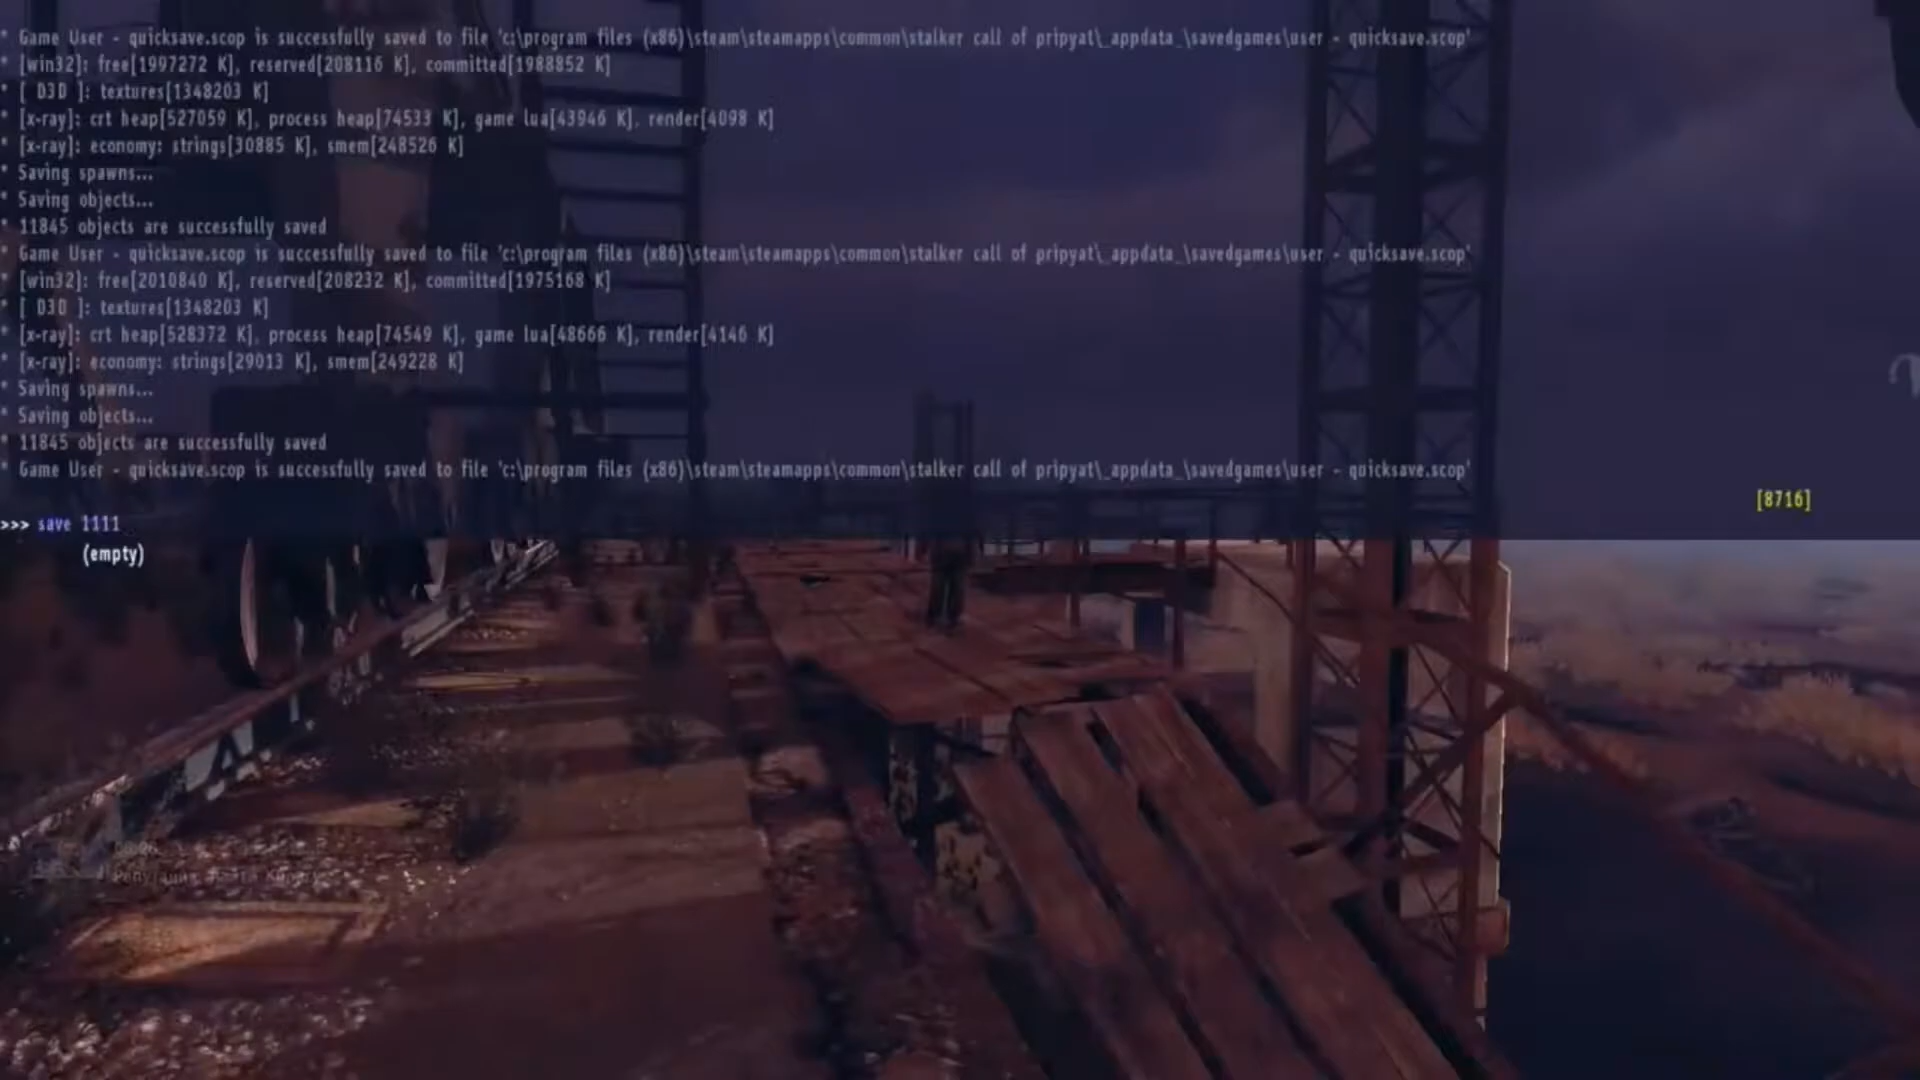 * Game User - quicksave.scop is successfully saved to file 'c:\program files (x86)\steam\steamapps\common\stalker call of pripyat\_appdata_\savedgames\user - quicksave.scop'
* [win32]: free[1997272 K], reserved[208116 K], committed[1988852 K]
* [ D3D ]: textures[1348203 K]
* [x-ray]: crt heap[527059 K], process heap[74533 K], game lua[43946 K], render[4098 K]
* [x-ray]: economy: strings[30885 K], smem[248526 K]
* Saving spawns...
* Saving objects...
* 11845 objects are successfully saved
* Game User - quicksave.scop is successfully saved to file 'c:\program files (x86)\steam\steamapps\common\stalker call of pripyat\_appdata_\savedgames\user - quicksave.scop'
* [win32]: free[2010840 K], reserved[208232 K], committed[1975168 K]
* [ D3D ]: textures[1348203 K]
* [x-ray]: crt heap[528372 K], process heap[74549 K], game lua[48666 K], render[4146 K]
* [x-ray]: economy: strings[29013 K], smem[249228 K]
* Saving spawns...
* Saving objects...
* 11845 objects are successfully saved
* Game User - quicksave.scop is successfully saved to file 'c:\program files (x86)\steam\steamapps\common\stalker call of pripyat\_appdata_\savedgames\user - quicksave.scop'
[8716]
>>> save 1111
(empty)